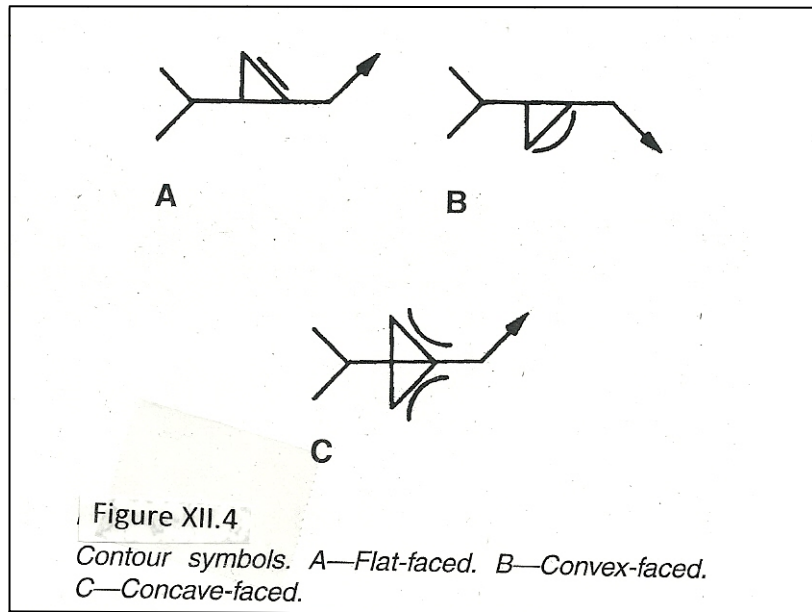 A
B
C
Figure XII.4
Contour symbols. A—Flat-faced. B—Convex-faced.
C—Concave-faced.